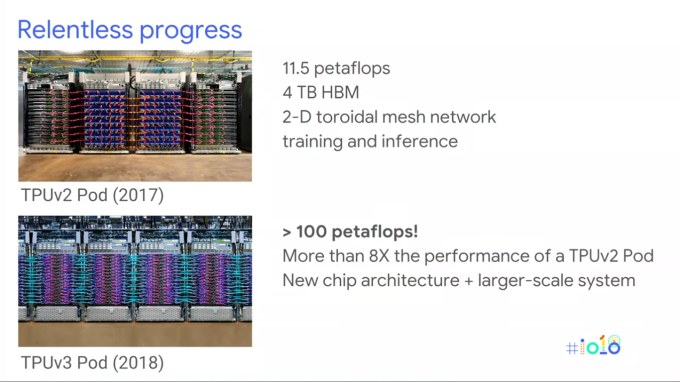 Relentless progress
11.5 petaflops
4 TB HBM
2-D toroidal mesh network
training and inference
TPUv2 Pod (2017)
> 100 petaflops!
More than 8X the performance of a TPUv2 Pod
New chip architecture + larger-scale system
#io18
TPUv3 Pod (2018)